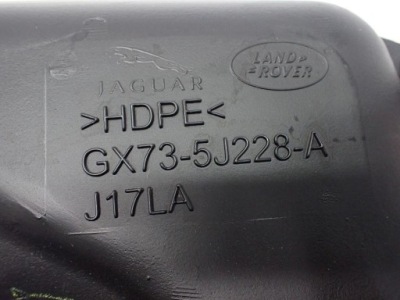 JAGUAR
LAND
ROVER
>HDPE<
GX73-5J228-A
J17LA